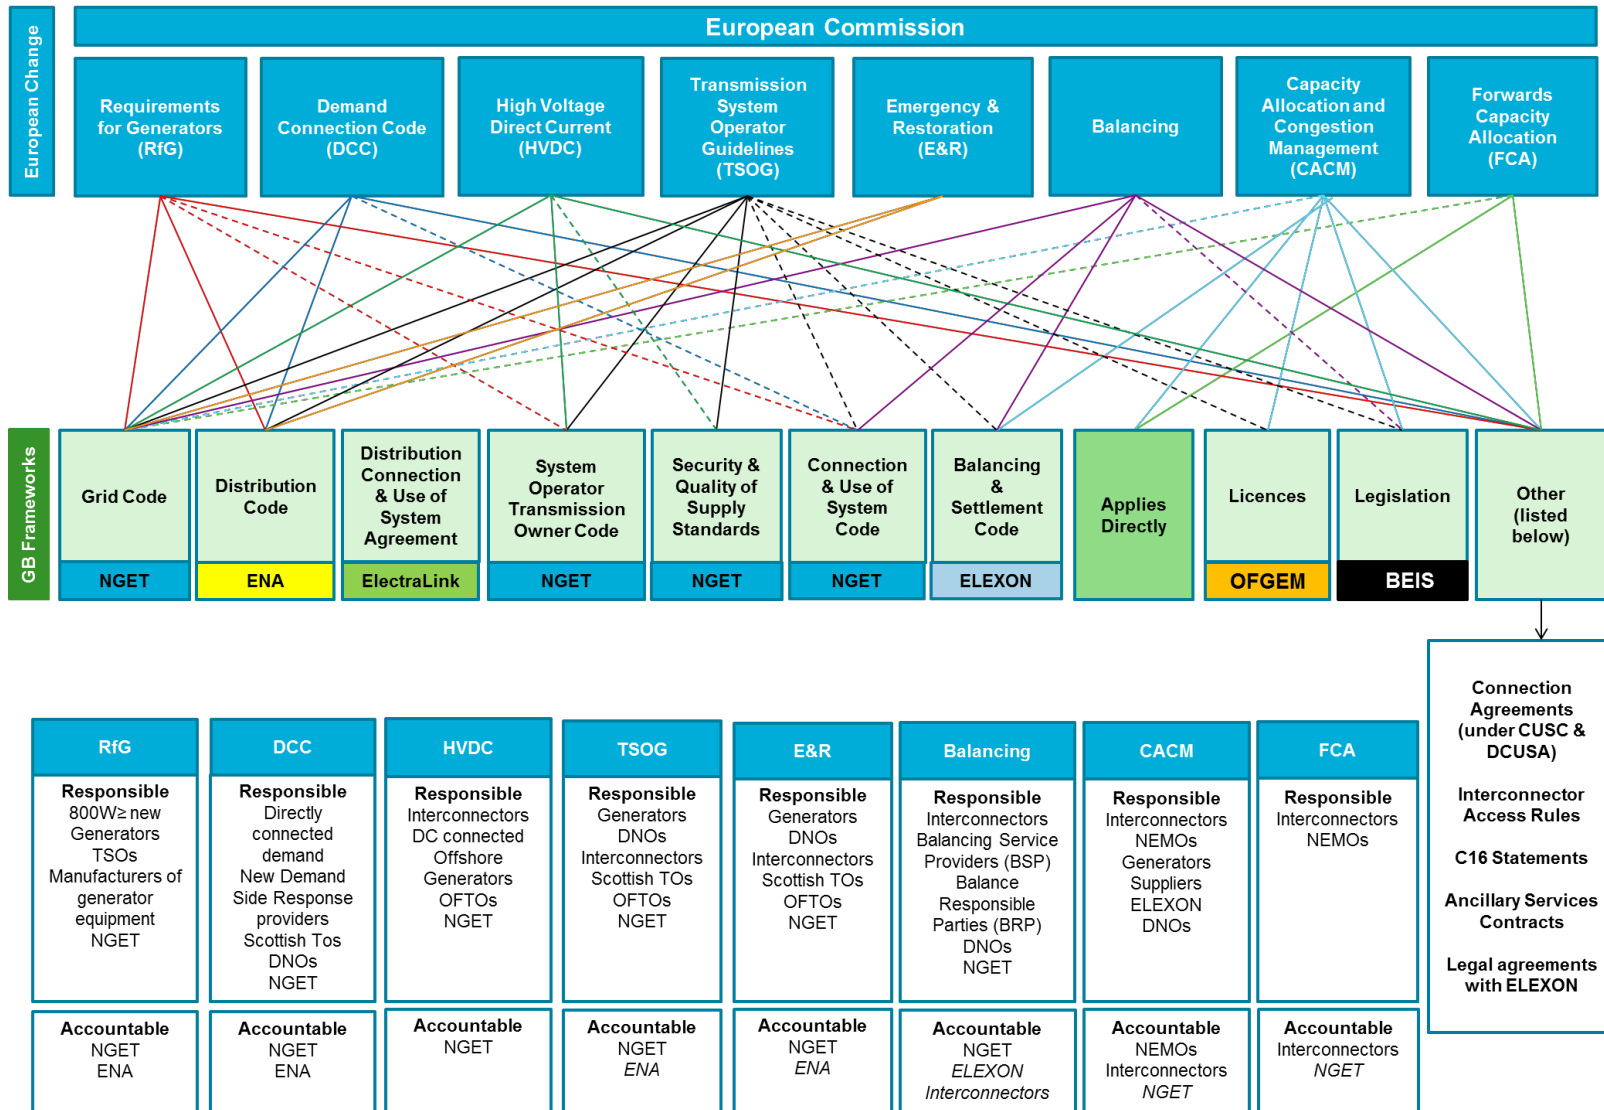 European Change
European Commission
Requirements
for Generators
(RfG)
Demand
Connection Code
(DCC)
High Voltage
Direct Current
(HVDC)
Transmission
System
Operator
Guidelines
(TSOG)
Emergency &
Restoration
(E&R)
Balancing
Capacity
Allocation and
Congestion
Management
(CACM)
Forwards
Capacity
Allocation
(FCA)
GB Frameworks
Grid Code
NGET
Distribution
Code
ENA
Distribution
Connection
& Use of
System
Agreement
ElectraLink
System
Operator
Transmission
Owner Code
NGET
Security &
Quality of
Supply
Standards
NGET
Connection
& Use of
System
Code
NGET
Balancing
&
Settlement
Code
ELEXON
Applies
Directly
Licences
OFGEM
Legislation
BEIS
Other
(listed
below)
Connection
Agreements
(under CUSC &
DCUSA)
Interconnector
Access Rules
C16 Statements
Ancillary Services
Contracts
Legal agreements
with ELEXON
RfG
Responsible
800W≥ new
Generators
TSOs
Manufacturers of
generator
equipment
NGET
Accountable
NGET
ENA
DCC
Responsible
Directly
connected
demand
New Demand
Side Response
providers
Scottish Tos
DNOs
NGET
Accountable
NGET
ENA
HVDC
Responsible
Interconnectors
DC connected
Offshore
Generators
OFTOs
NGET
Accountable
NGET
TSOG
Responsible
Generators
DNOs
Interconnectors
Scottish TOs
OFTOs
NGET
Accountable
NGET
ENA
E&R
Responsible
Generators
DNOs
Interconnectors
Scottish TOs
OFTOs
NGET
Accountable
NGET
ENA
Balancing
Responsible
Interconnectors
Balancing Service
Providers (BSP)
Balance
Responsible
Parties (BRP)
DNOs
NGET
Accountable
NGET
ELEXON
Interconnectors
CACM
Responsible
Interconnectors
NEMOs
Generators
Suppliers
ELEXON
DNOs
Accountable
NEMOs
Interconnectors
NGET
FCA
Responsible
Interconnectors
NEMOs
Accountable
Interconnectors
NGET